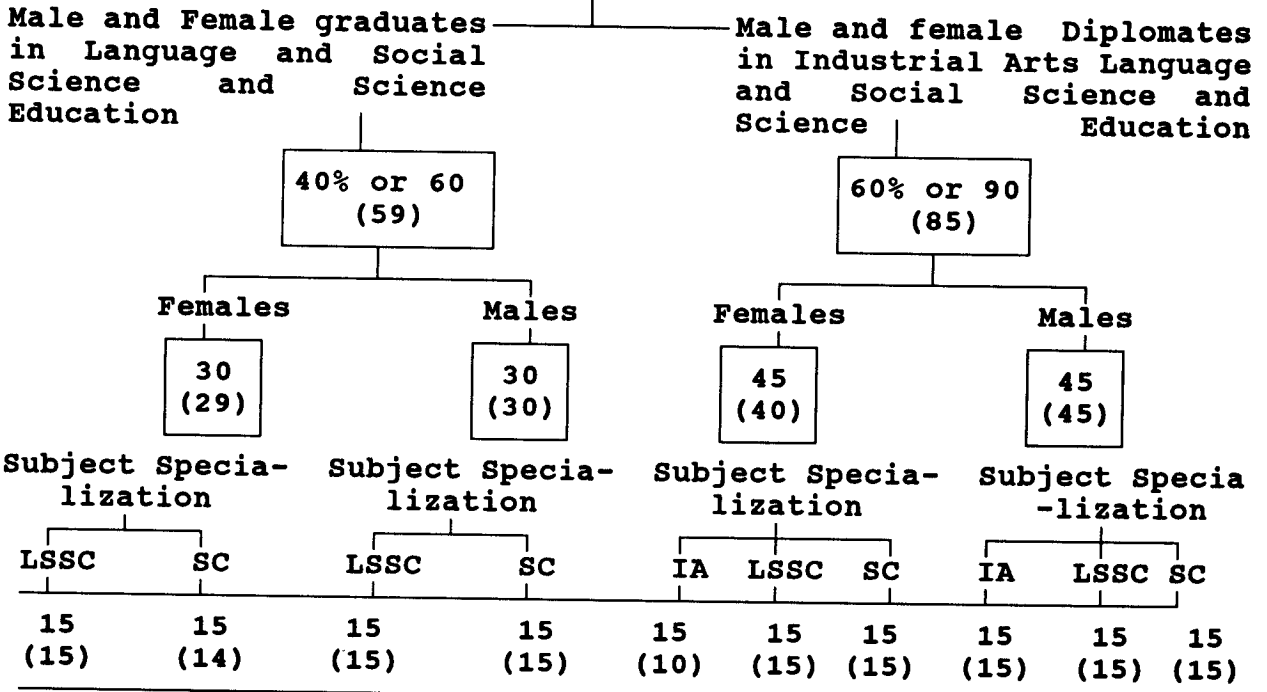 Male and Female graduates
in Language and Social
Science and Science
Education
Male and female Diplomates
in Industrial Arts Language
and Social Science and
Science Education
40% or 60
(59)
60% or 90
(85)
Females Males Females Males
30 30 45 45
(29) (30) (40) (45)
Subject Specia-
lization
Subject Specia-
lization
Subject Specia-
lization
Subject Specia
-lization
LSSC SC LSSC SC IA LSSC SC IA LSSC SC
15 15 15 15 15 15 15 15 15 15
(15) (14) (15) (15) (10) (15) (15) (15) (15) (15)